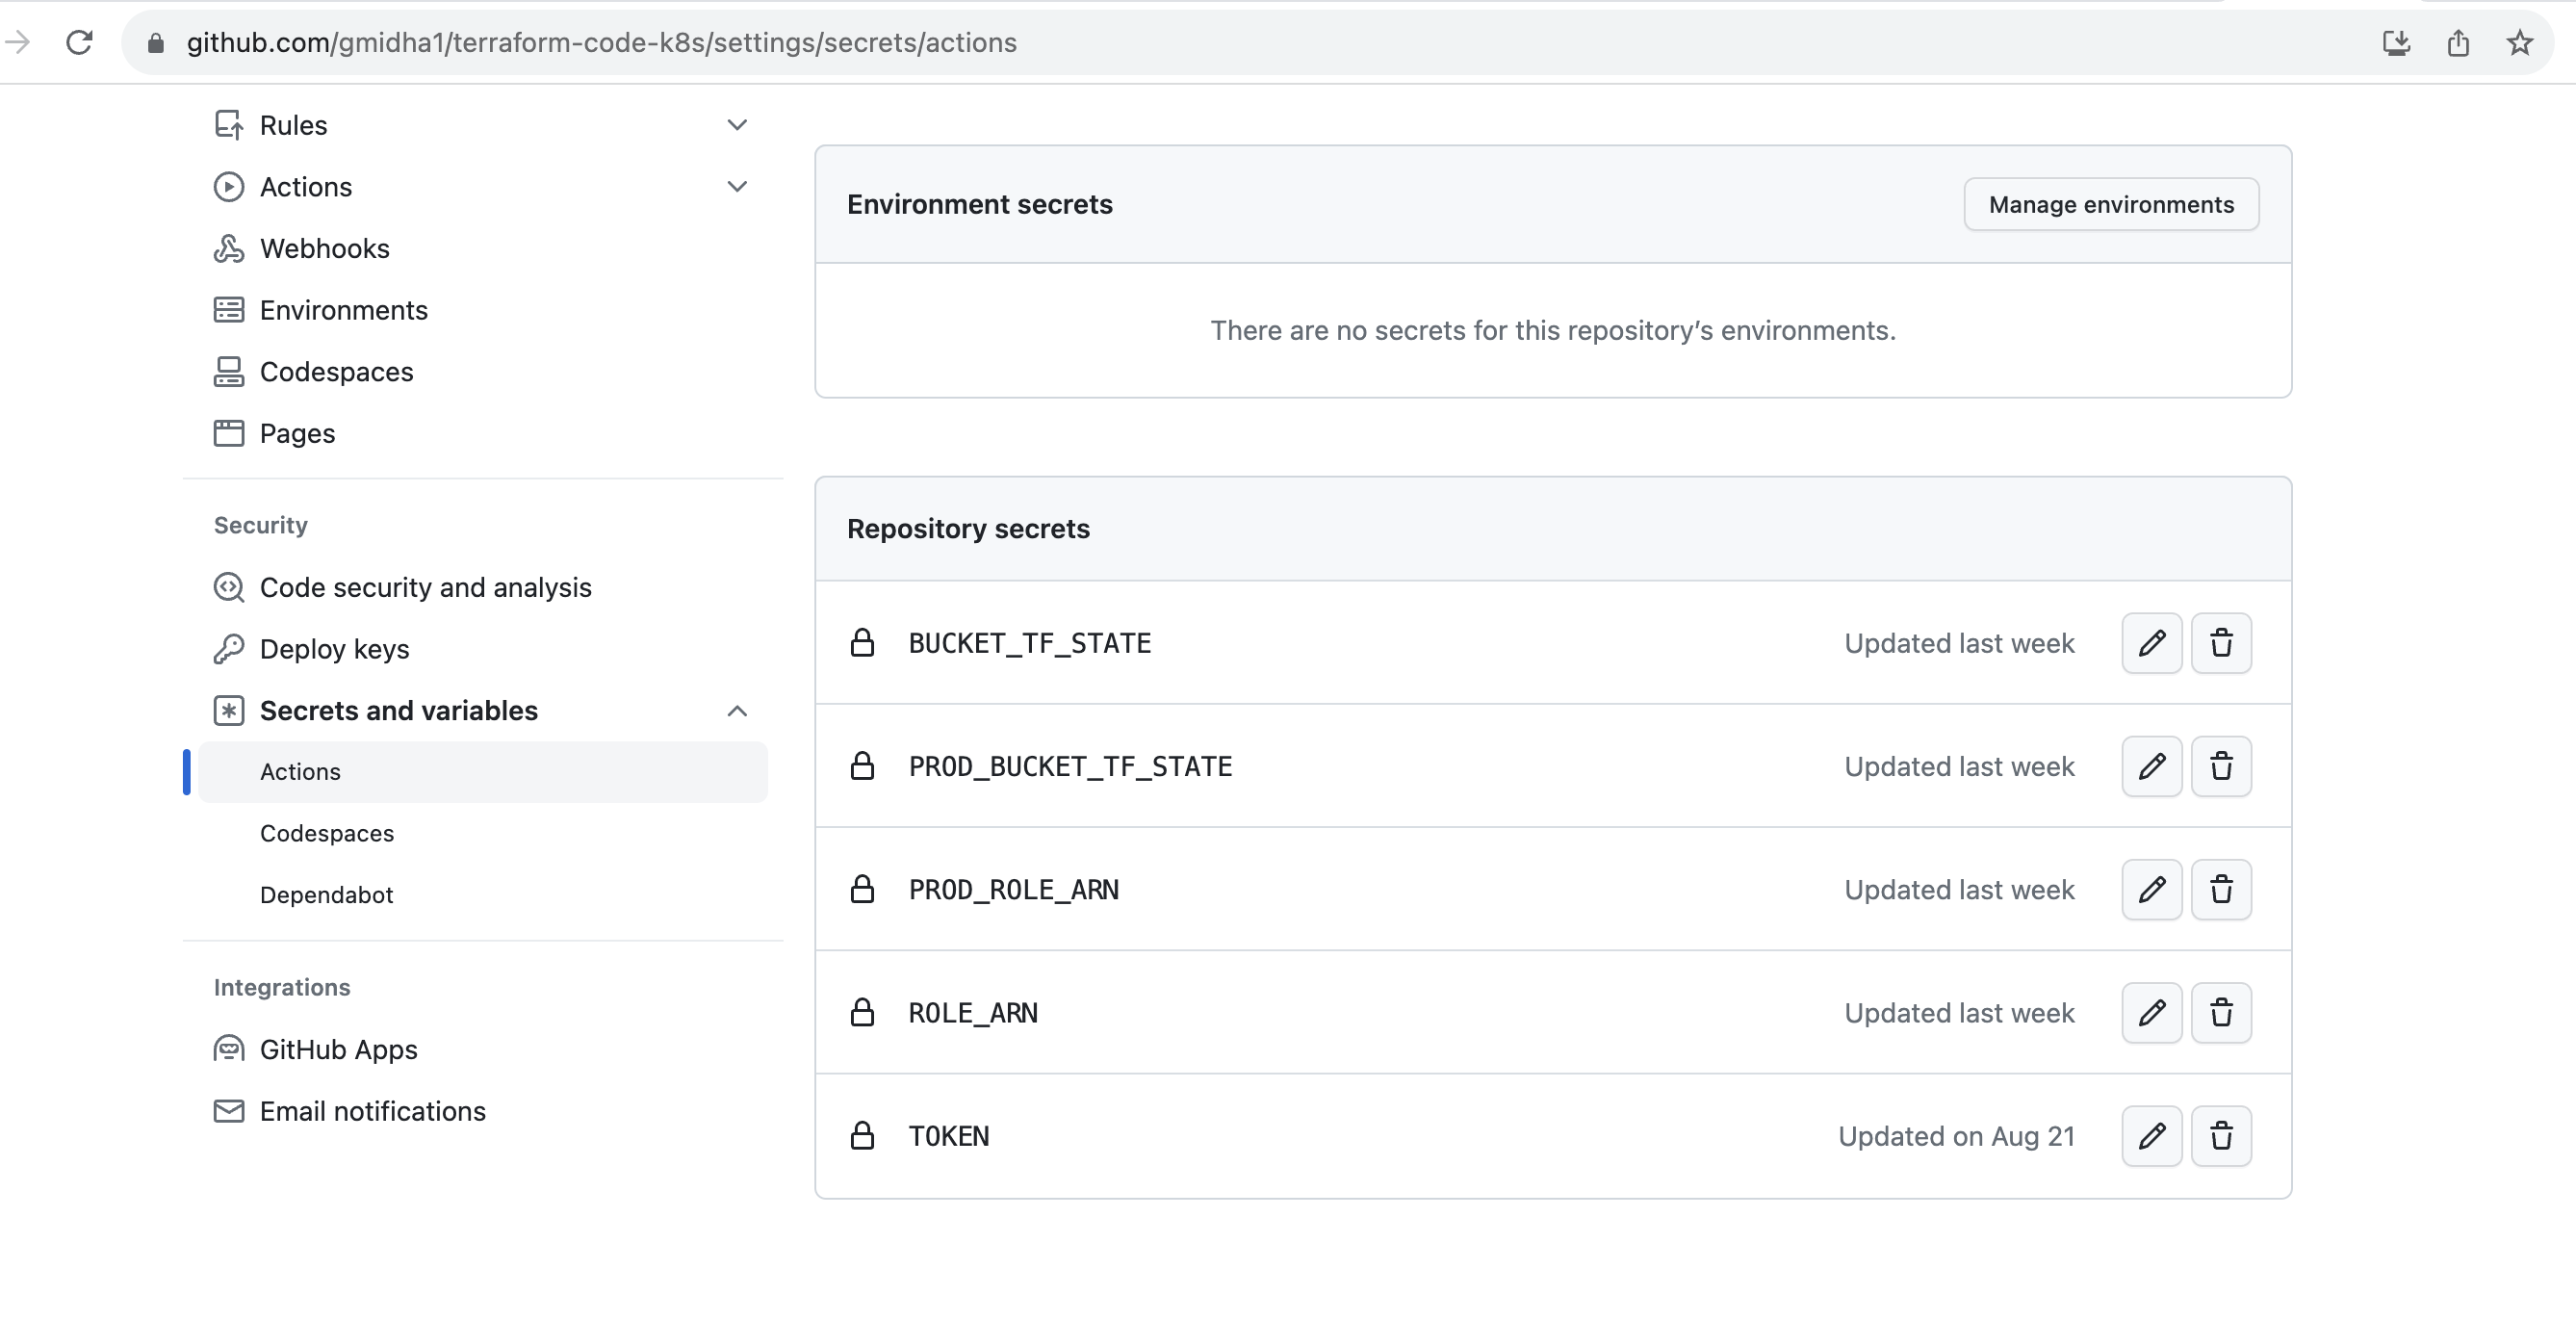 github.com/gmidha1/terraform-code-k8s/settings/secrets/actions
Rules
Actions
Webhooks
Environments
Codespaces
Pages
Security
Code security and analysis
Deploy keys
Secrets and variables
Actions
Codespaces
Dependabot
Integrations
GitHub Apps
Email notifications
Environment secrets
Manage environments
There are no secrets for this repository’s environments.
Repository secrets
BUCKET_TF_STATE Updated last week
PROD_BUCKET_TF_STATE Updated last week
PROD_ROLE_ARN Updated last week
ROLE_ARN Updated last week
TOKEN Updated on Aug 21